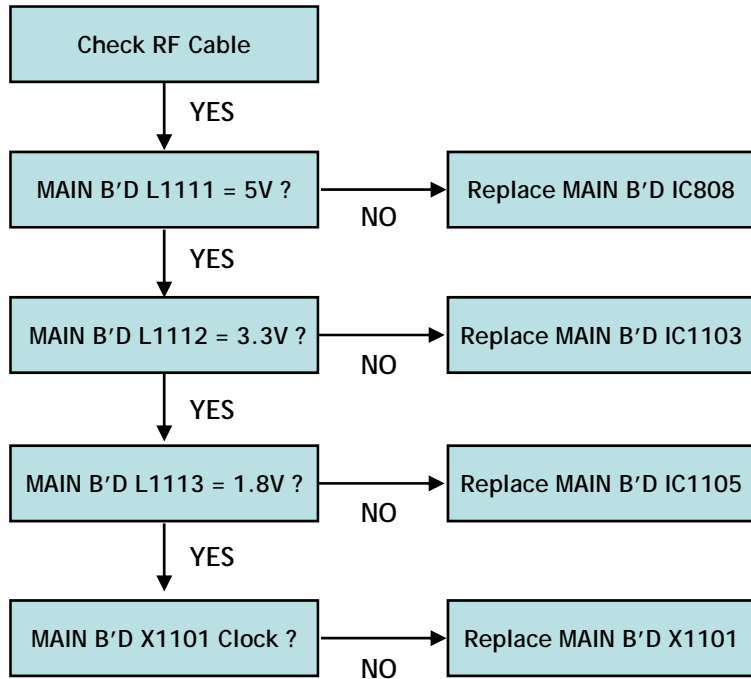 Check RF Cable
YES
MAIN B'D L1111 = 5V ?
NO
Replace MAIN B'D IC808
YES
MAIN B'D L1112 = 3.3V ?
NO
Replace MAIN B'D IC1103
YES
MAIN B'D L1113 = 1.8V ?
NO
Replace MAIN B'D IC1105
YES
MAIN B'D X1101 Clock ?
NO
Replace MAIN B'D X1101